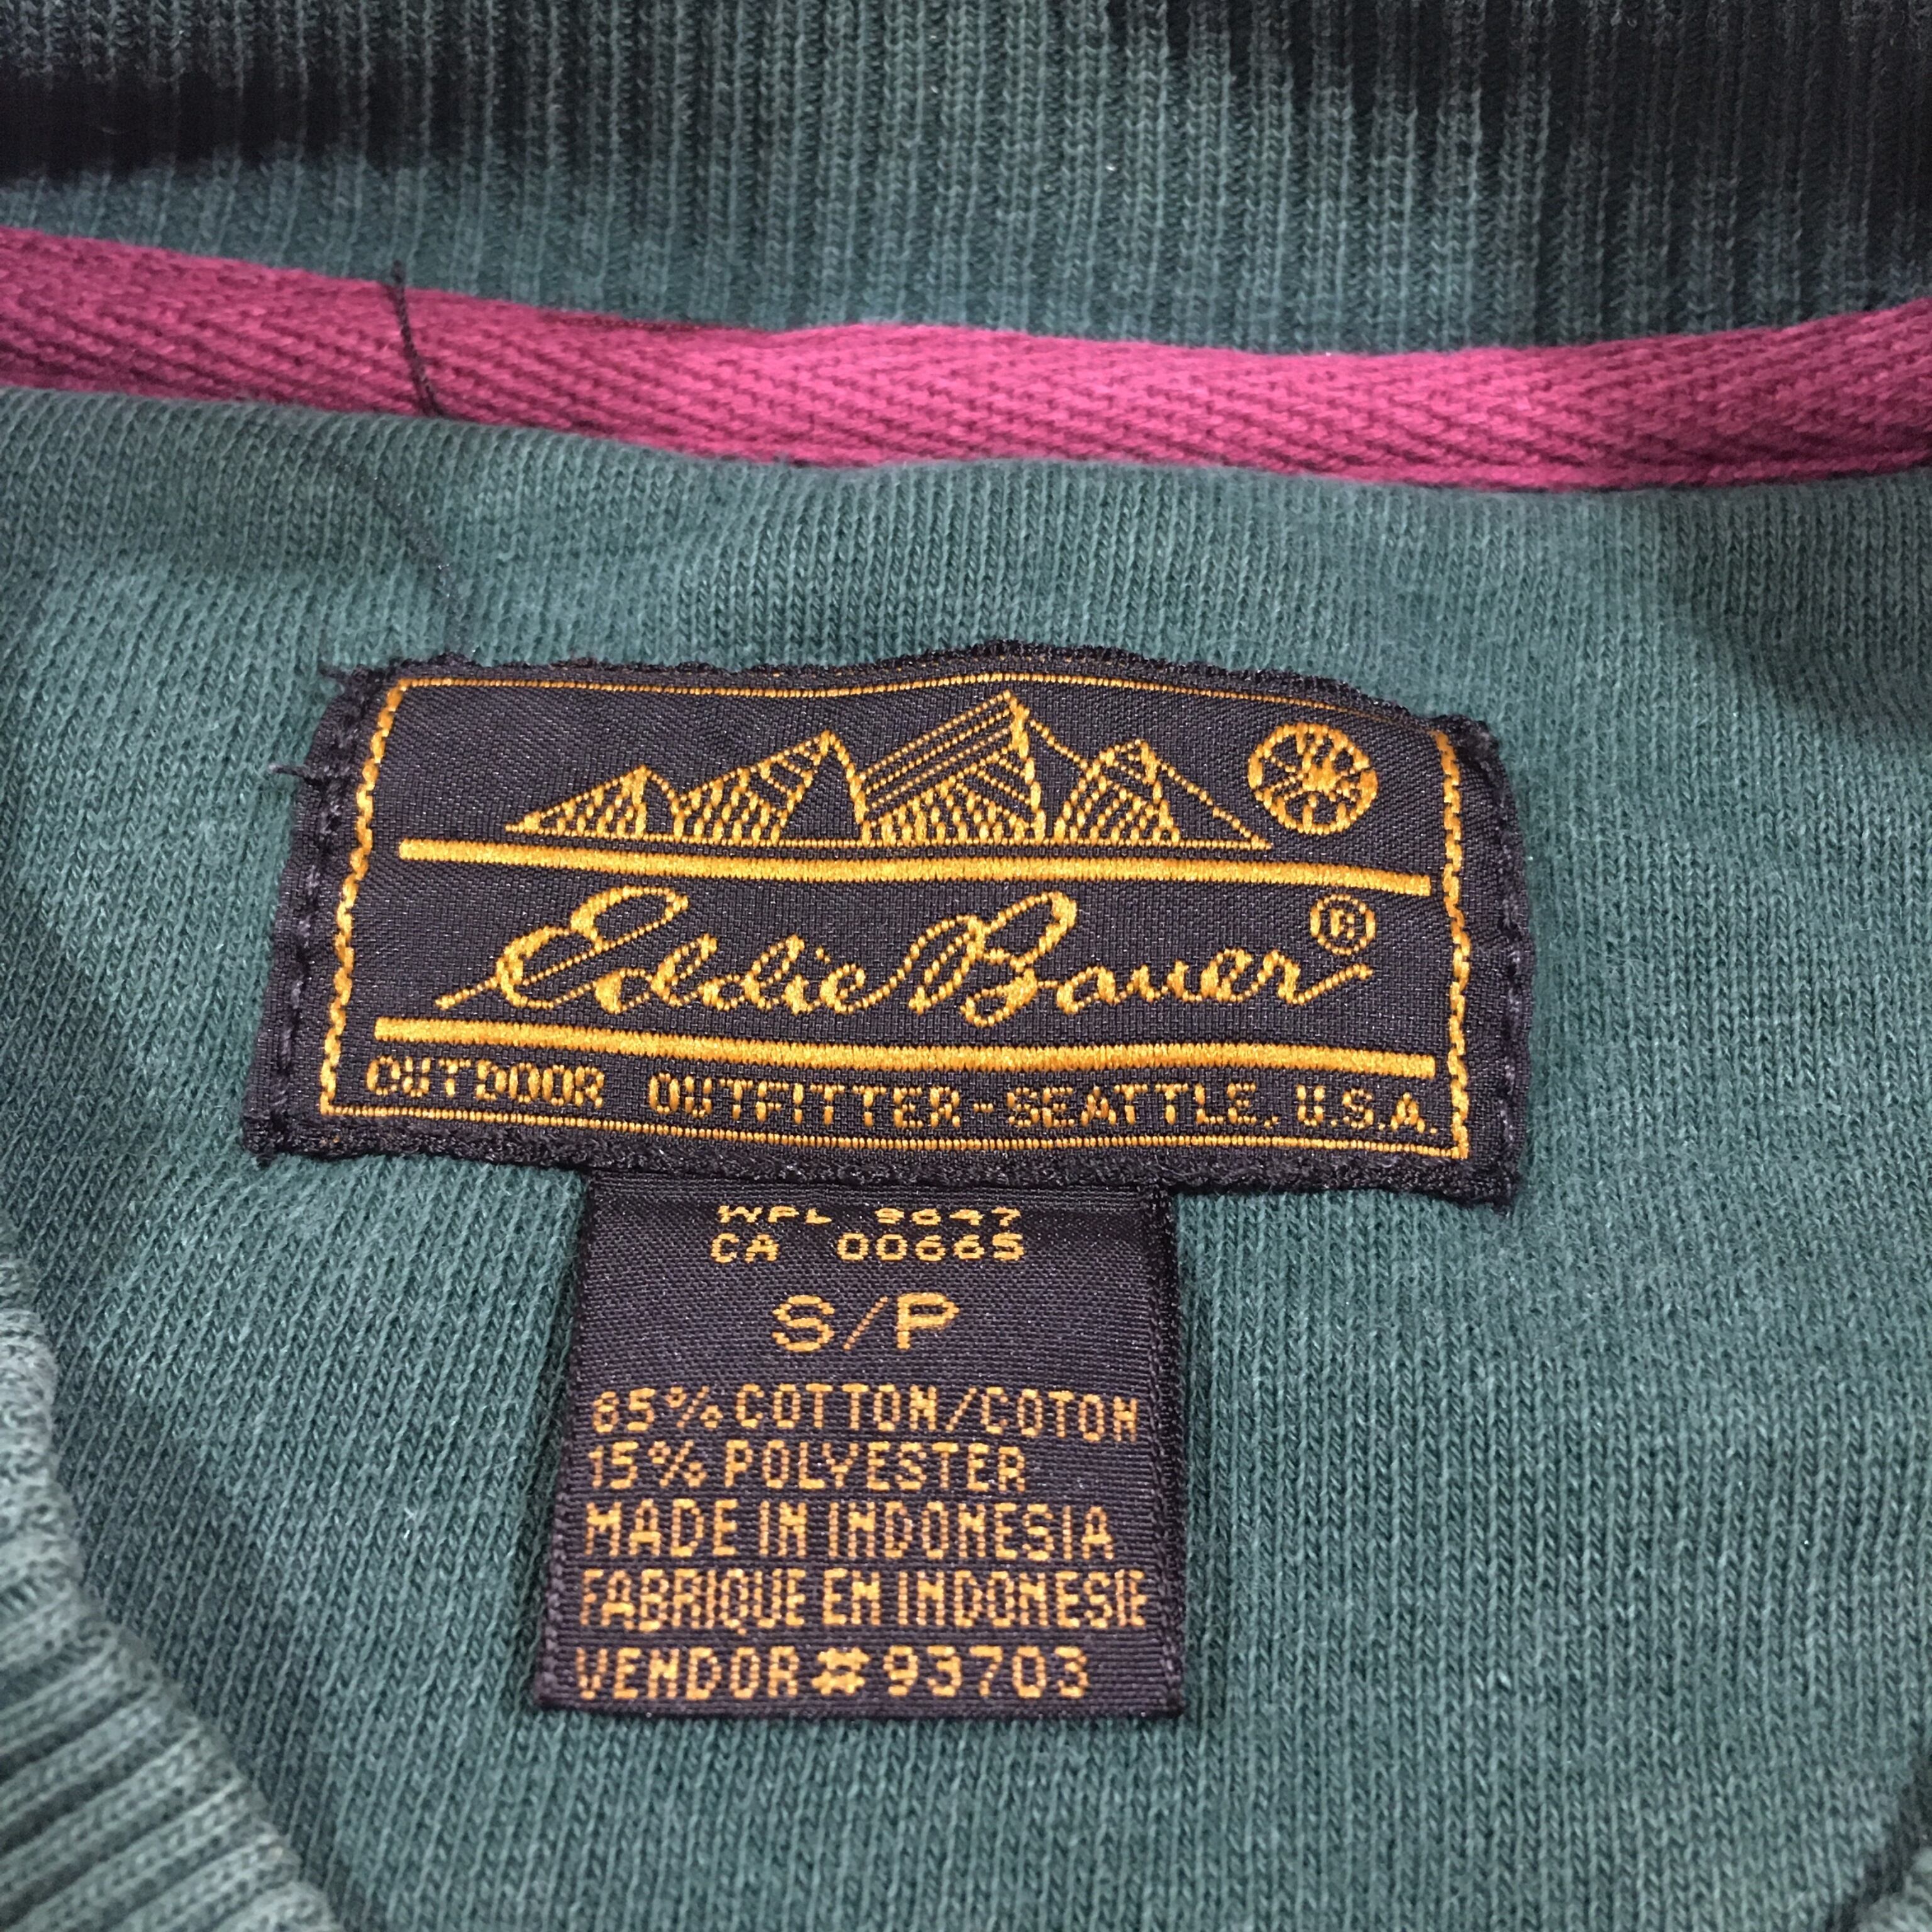 Eddie Bauer®
OUTDOOR OUTFITTER - SEATTLE, U.S.A.
WPL 9647
CA 00665
S/P
85% COTTON/COTON
15% POLYESTER
MADE IN INDONESIA
FABRIQUE EN INDONESIE
VENDOR # 93703